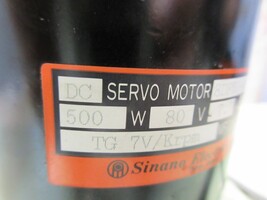 DC SERVO MOTOR
500 W 80 V
TG 7V/Krpm
Sinano